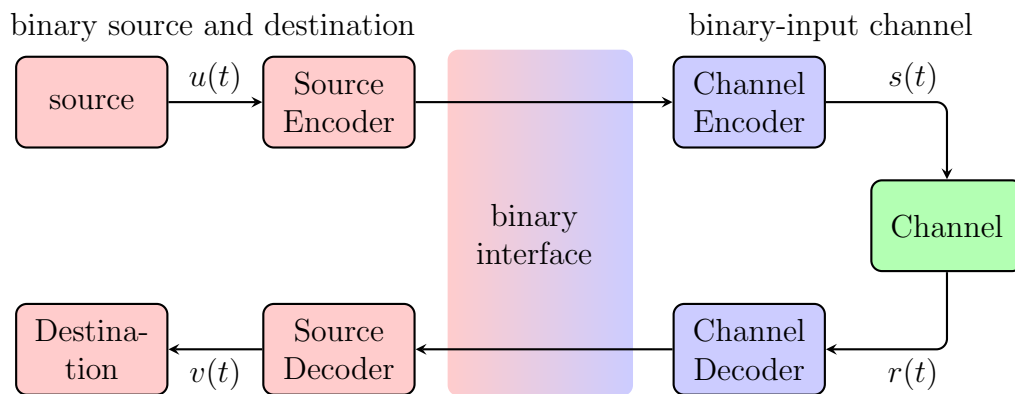 binary source and destination
binary-input channel
source
u(t)
Source
Encoder
Channel
Encoder
s(t)
binary
interface
Channel
Destina-
tion
v(t)
Source
Decoder
Channel
Decoder
r(t)